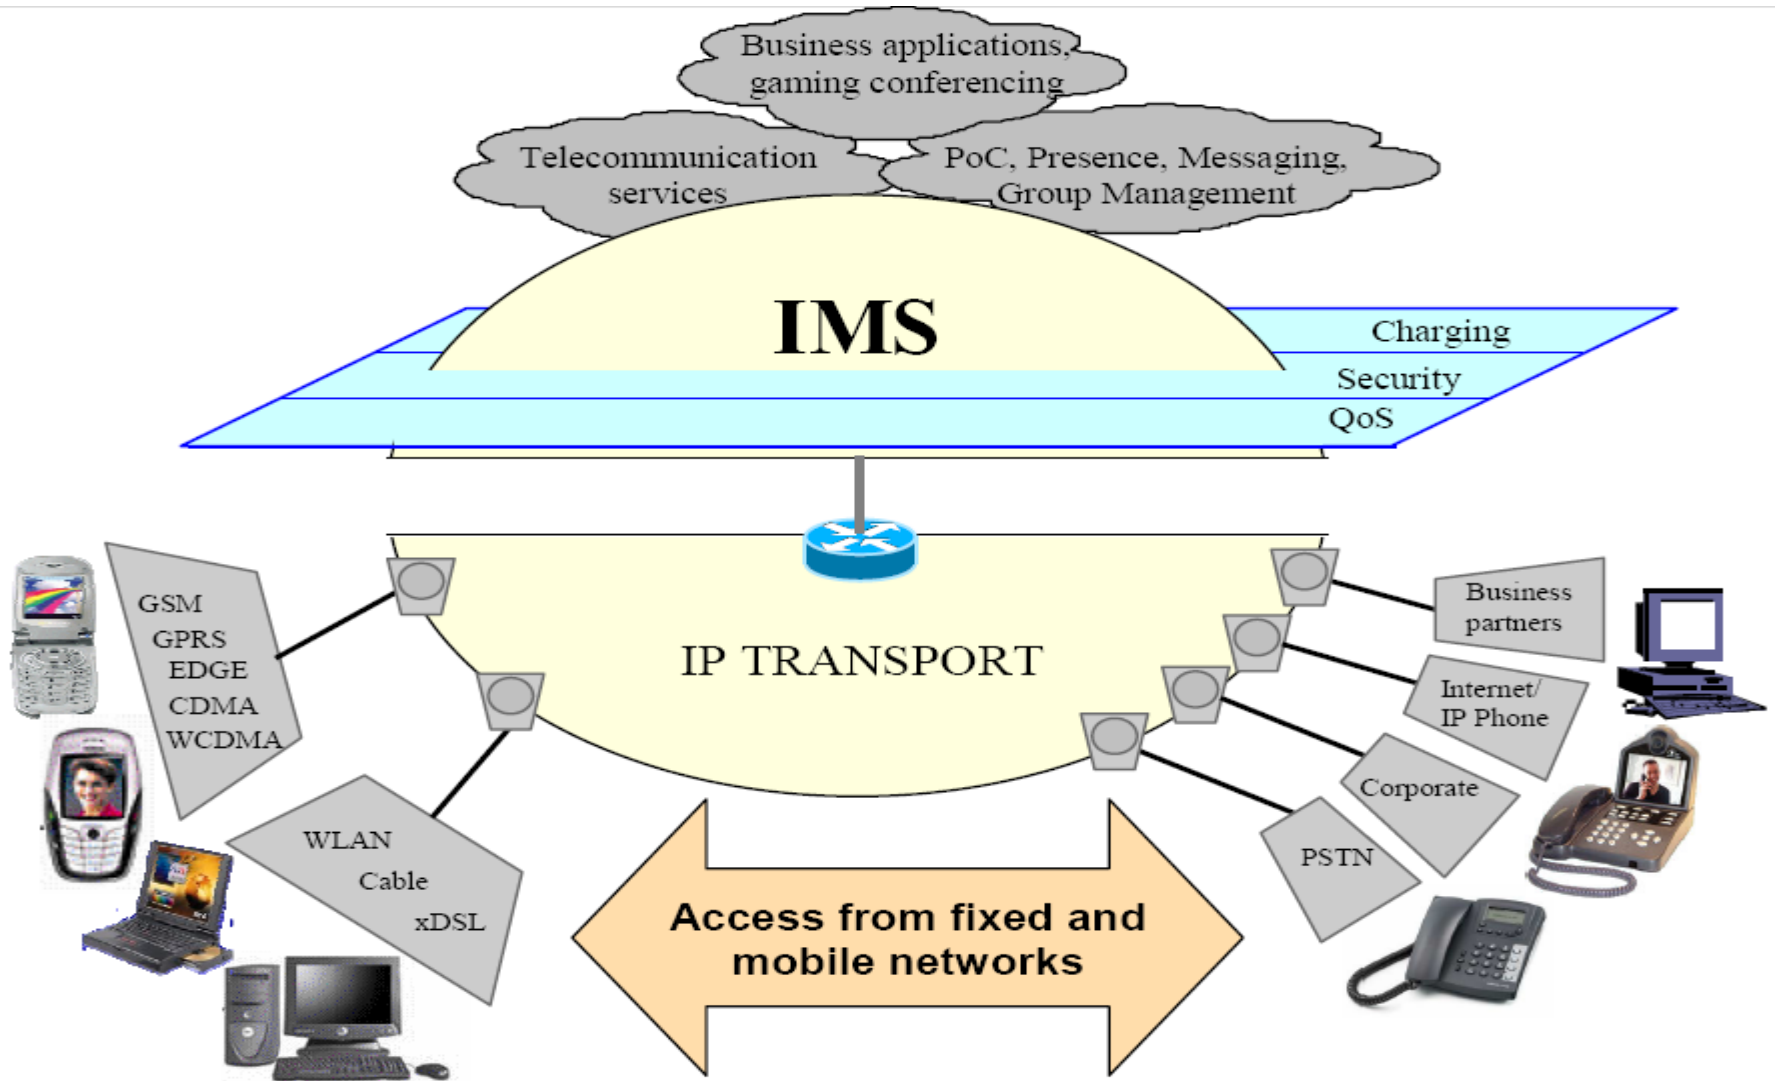 Business applications,
gaming conferencing
Telecommunication
services
PoC, Presence, Messaging,
Group Management
IMS
Charging
Security
QoS
IP TRANSPORT
GSM
GPRS
EDGE
CDMA
WCDMA
WLAN
Cable
xDSL
Business
partners
Internet/
IP Phone
Corporate
PSTN
Access from fixed and
mobile networks